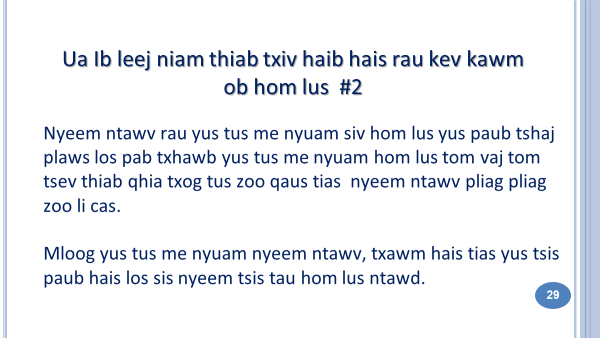 Ua Ib leej niam thiab txiv haib hais rau kev kawm
ob hom lus #2
Nyeem ntawv rau yus tus me nyuam siv hom lus yus paub tshaj
plaws los pab txhawb yus tus me nyuam hom lus tom vaj tom
tsev thiab qhia txog tus zoo qaus tias nyeem ntawv pliag pliag
zoo li cas.
Mloog yus tus me nyuam nyeem ntawv, txawm hais tias yus tsis
paub hais los sis nyeem tsis tau hom lus ntawd.
29